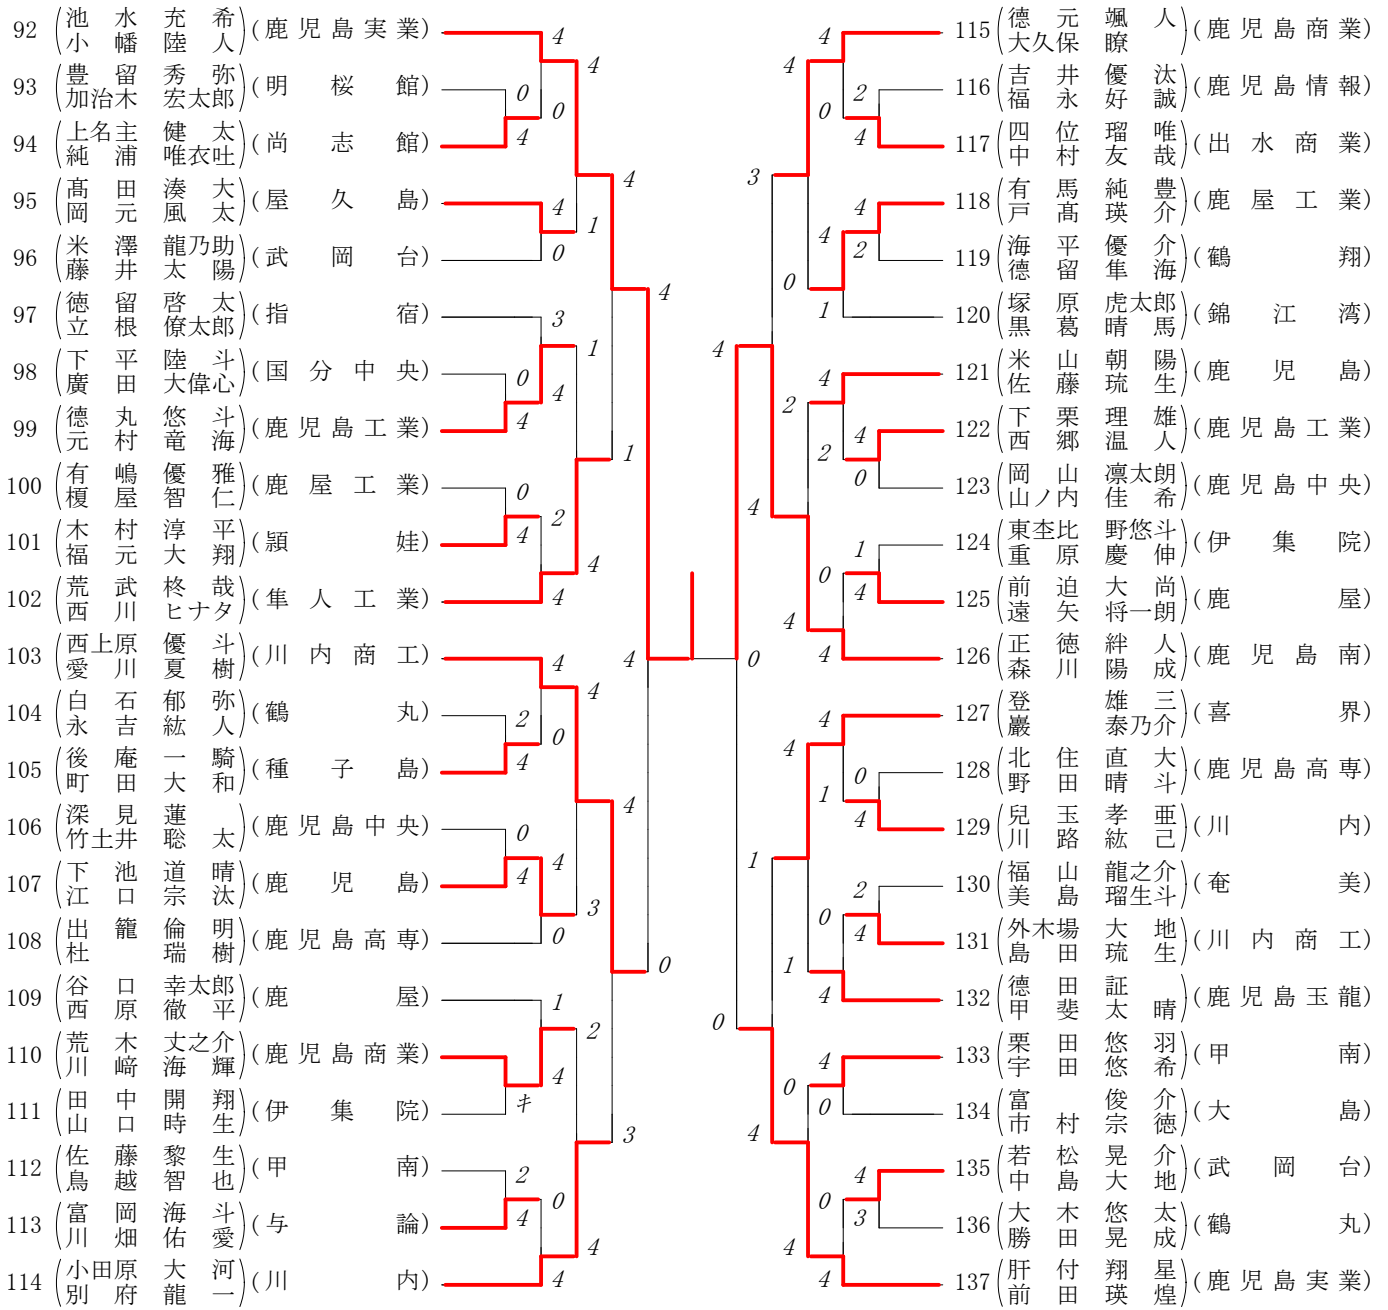 92 池水充希 小幡陸人 (鹿児島実業)
93 豊留秀弥 加治木宏太郎 (明桜館)
94 上名主健太 純浦唯衣吐 (尚志館)
95 髙田湊大 岡元風太 (屋久島)
96 米澤龍乃助 藤井太陽 (武岡台)
97 徳留啓太 立根僚太郎 (指宿)
98 下平陸斗 廣田大偉心 (国分中央)
99 德丸悠斗 元村竜海 (鹿児島工業)
100 有嶋優雅 榎屋智仁 (鹿屋工業)
101 木村淳平 福元大翔 (頴娃)
102 荒武柊哉 西川ヒナタ (隼人工業)
103 西上原優斗 愛川夏樹 (川内商工)
104 白石郁弥 永吉紘人 (鶴丸)
105 後庵一騎 町田大和 (種子島)
106 深見蓮 竹土井聡太 (鹿児島中央)
107 下池道晴 江口宗汰 (鹿児島)
108 出籠倫明 杜瑞樹 (鹿児島高専)
109 谷口幸太郎 西原徹平 (鹿屋)
110 荒木丈之介 川﨑海輝 (鹿児島商業)
111 田中開翔 山口時生 (伊集院)
112 佐藤黎生 鳥越智也 (甲南)
113 富岡海斗 川畑佑愛 (与論)
114 小田原大河 別府龍一 (川内)
4
0
4
0
4
4
0
1
4
3
0
4
4
1
0
4
2
4
4
1
4
4
2
4
0
4
0
4
4
0
3
4
1
キ
4
2
2
4
0
4
4
3
0
4
115 德元颯人 大久保瞭 (鹿児島商業)
116 吉井優汰 福永好誠 (鹿児島情報)
117 四位瑠唯 中村友哉 (出水商業)
118 有馬純豊 戸髙瑛介 (鹿屋工業)
119 海平優介 德留隼海 (鶴翔)
120 塚原虎太郎 黒葛晴馬 (錦江湾)
121 米山朝陽 佐藤琉生 (鹿児島)
122 下栗理雄 西郷温人 (鹿児島工業)
123 岡山凛太朗 山ノ内佳希 (鹿児島中央)
124 東杢比野悠斗 重原慶伸 (伊集院)
125 前迫大尚 遠矢将一朗 (鹿屋)
126 正徳絆人 森川陽成 (鹿児島南)
127 登雄三 巖泰乃介 (喜界)
128 北住直大 野田晴斗 (鹿児島高専)
129 兒玉孝亜 川路紘己 (川内)
130 福山龍之介 美島瑠生斗 (奄美)
131 外木場大地 島田琉生 (川内商工)
132 德田証 甲斐太晴 (鹿児島玉龍)
133 栗田悠羽 宇田悠希 (甲南)
134 富俊介 市村宗徳 (大島)
135 若松晃介 中島大地 (武岡台)
136 大木悠太 勝田晃成 (鶴丸)
137 肝付翔星 前田瑛煌 (鹿児島実業)
4
4
2
4
3
4
4
2
0
1
4
4
2
4
2
0
4
1
0
4
4
0
4
4
0
1
4
1
2
0
4
1
4
0
4
0
0
4
4
0
3
4